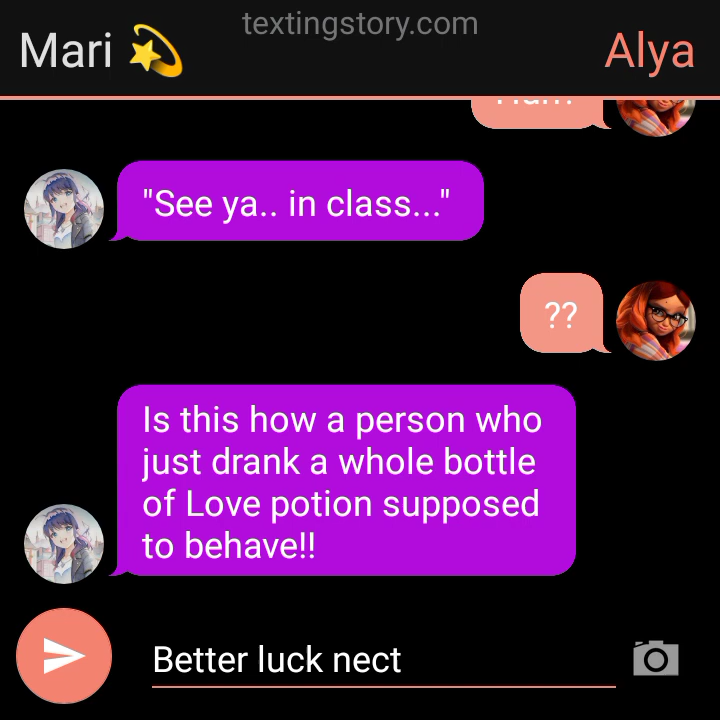 textingstory.com
Mari
Alya
"See ya.. in class..."
??
Is this how a person who
just drank a whole bottle
of Love potion supposed
to behave!!
Better luck nect